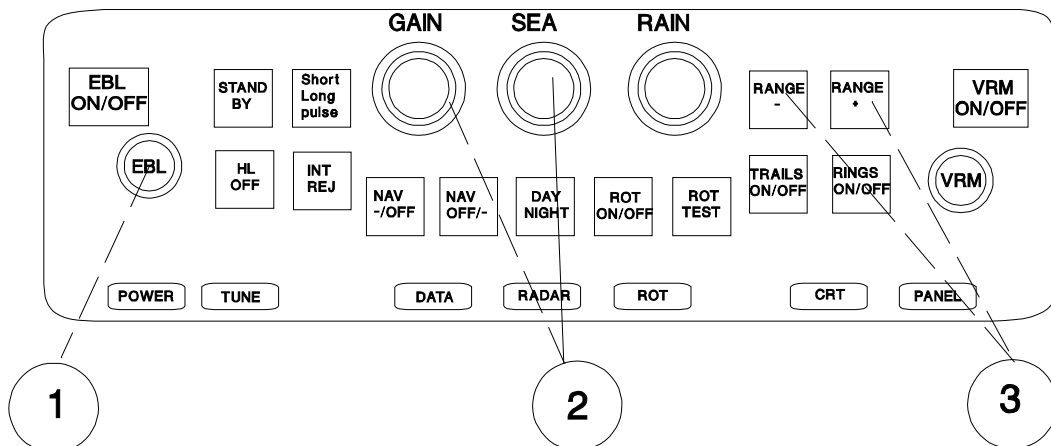 GAIN SEA RAIN
EBL
ON/OFF
STAND
BY
Short
Long
pulse
RANGE
-
RANGE
+
VRM
ON/OFF
EBL
HL
OFF
INT
REJ
NAV
-/OFF
NAV
OFF/-
DAY
NIGHT
ROT
ON/OFF
ROT
TEST
TRAILS
ON/OFF
RINGS
ON/OFF
VRM
POWER TUNE DATA RADAR ROT CRT PANEL
1 2 3